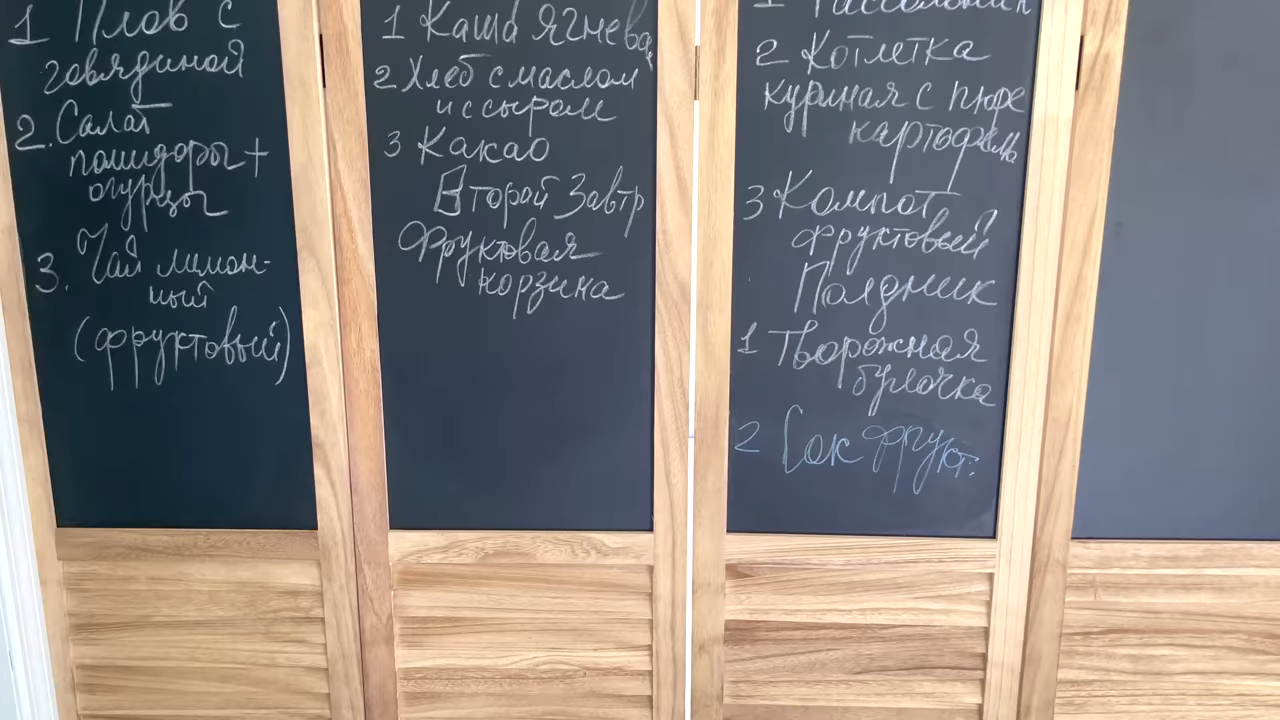 1 Плов с
говядиной
2. Салат
помидоры +
огурцы
3. Чай лимон-
ный
(фруктовый)
1 Каша ячнева
2 Хлеб с маслом
и с сыром
3 Какао
Второй Завтр
Фруктовая
корзина
1 Рассольник
2 Котлетка
куриная с пюре
картофель
3 Компот
фруктовый
Полдник
1 Творожная
булочка
2 Сок фрукт.